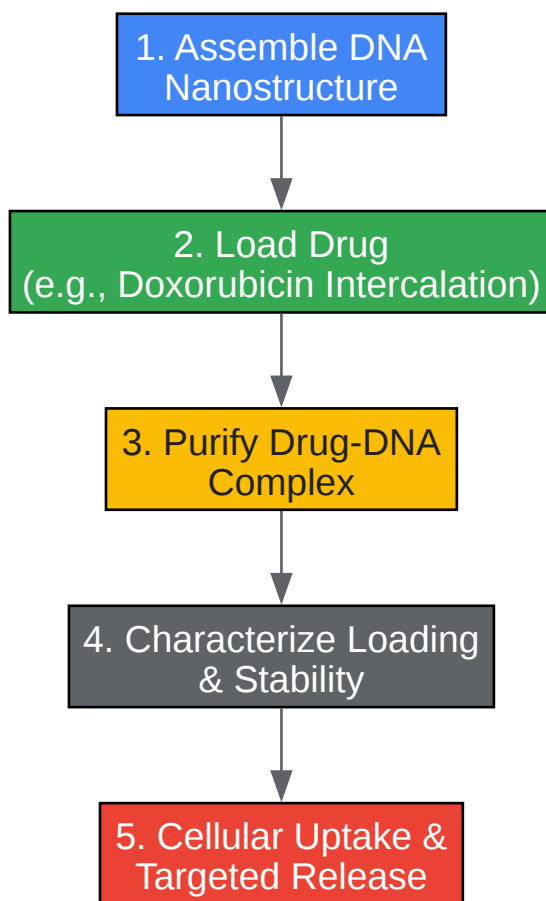 1. Assemble DNA
Nanostructure
2. Load Drug
(e.g., Doxorubicin Intercalation)
3. Purify Drug-DNA
Complex
4. Characterize Loading
& Stability
5. Cellular Uptake &
Targeted Release